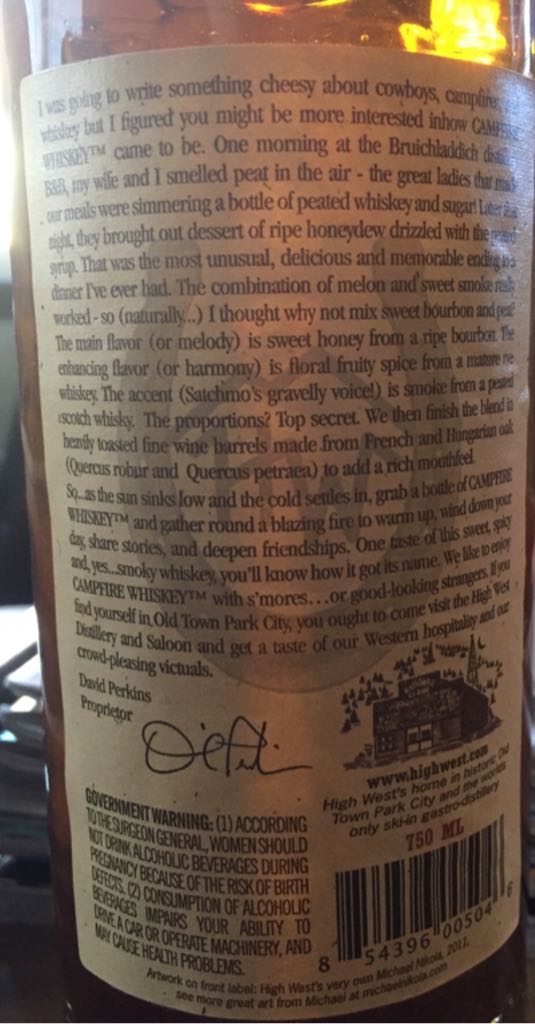 I was going to write something cheesy about cowboys, campfires, and
whiskey but I figured you might be more interested inhow CAMPFIRE
WHISKEY™ came to be. One morning at the Bruichladdich distillery
B&B, my wife and I smelled peat in the air - the great ladies that made
our meals were simmering a bottle of peated whiskey and sugar! Later that
night, they brought out dessert of ripe honeydew drizzled with the peated
syrup. That was the most unusual, delicious and memorable ending to a
dinner I've ever had. The combination of melon and sweet smoke really
worked - so (naturally...) I thought why not mix sweet bourbon and peat?
The main flavor (or melody) is sweet honey from a ripe bourbon. The
enhancing flavor (or harmony) is floral fruity spice from a mature rye
whiskey. The accent (Satchmo's gravelly voice!) is smoke from a peated
scotch whisky. The proportions? Top secret. We then finish the blend in
heavily toasted fine wine barrels made from French and Hungarian oak
(Quercus robur and Quercus petraea) to add a rich mouthfeel.
So...as the sun sinks low and the cold settles in, grab a bottle of CAMPFIRE
WHISKEY™ and gather round a blazing fire to warm up, wind down your
day, share stories, and deepen friendships. One taste of this sweet, spicy
and, yes...smoky whiskey, you'll know how it got its name. We like to enjoy
CAMPFIRE WHISKEY™ with s'mores...or good-looking strangers. If you
find yourself in Old Town Park City, you ought to come visit the High West
Distillery and Saloon and get a taste of our Western hospitality and our
crowd-pleasing victuals.
David Perkins
Proprietor
www.highwest.com
High West's home in historic Old
Town Park City and the world's
only ski-in gastro-distillery
750 ML
GOVERNMENT WARNING: (1) ACCORDING
TO THE SURGEON GENERAL, WOMEN SHOULD
NOT DRINK ALCOHOLIC BEVERAGES DURING
PREGNANCY BECAUSE OF THE RISK OF BIRTH
DEFECTS. (2) CONSUMPTION OF ALCOHOLIC
BEVERAGES IMPAIRS YOUR ABILITY TO
DRIVE A CAR OR OPERATE MACHINERY, AND
MAY CAUSE HEALTH PROBLEMS.
8 54396 00504 6
Artwork on front label: High West's very own Michael Nikola, 2011,
see more great art from Michael at michaelnikola.com